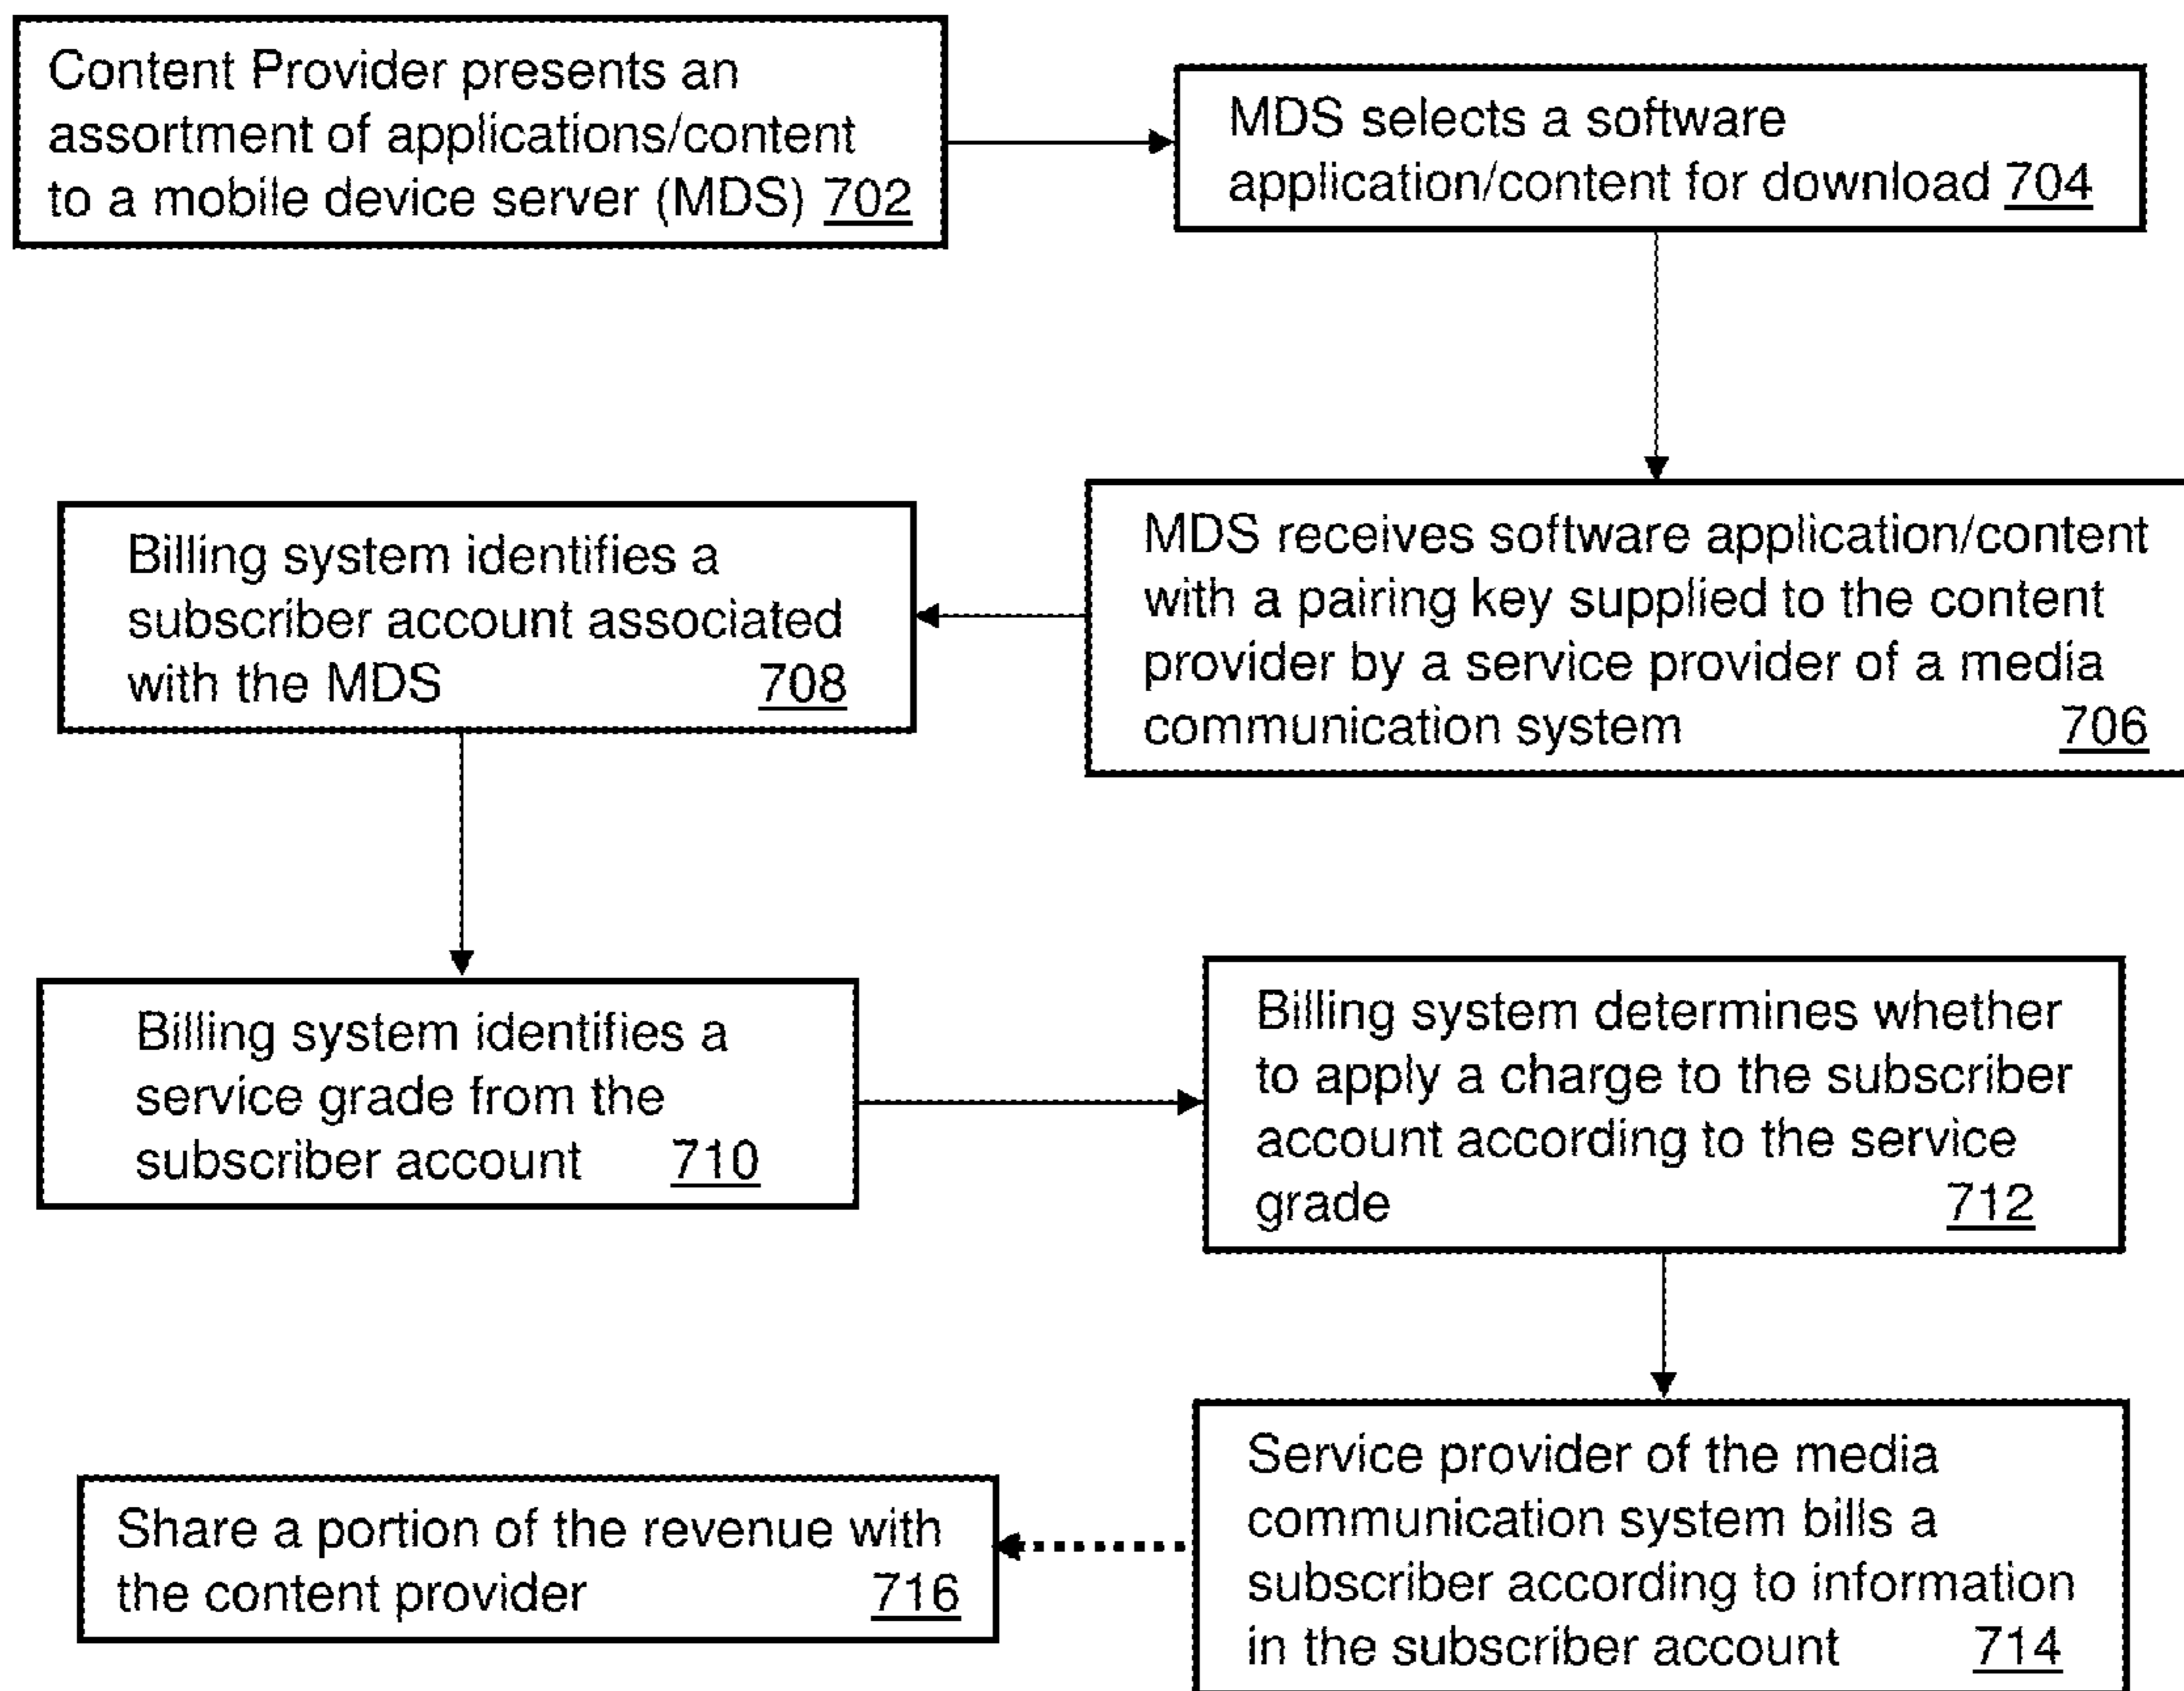 Content Provider presents an
assortment of applications/content
to a mobile device server (MDS) 702
MDS selects a software
application/content for download 704
MDS receives software application/content
with a pairing key supplied to the content
provider by a service provider of a media
communication system 706
Billing system identifies a
subscriber account associated
with the MDS 708
Billing system identifies a
service grade from the
subscriber account 710
Billing system determines whether
to apply a charge to the subscriber
account according to the service
grade 712
Service provider of the media
communication system bills a
subscriber according to information
in the subscriber account 714
Share a portion of the revenue with
the content provider 716